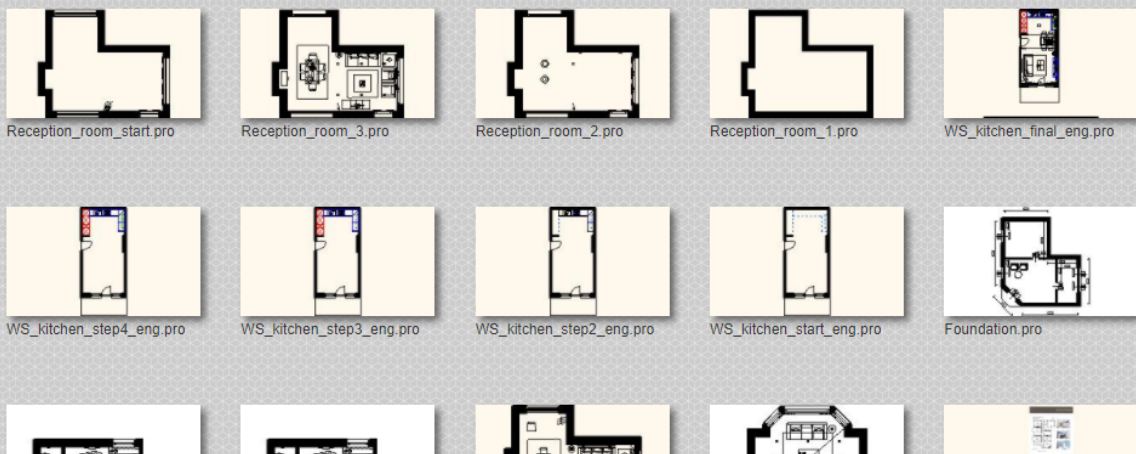 Reception_room_start.pro
Reception_room_3.pro
Reception_room_2.pro
Reception_room_1.pro
WS_kitchen_final_eng.pro
WS_kitchen_step4_eng.pro
WS_kitchen_step3_eng.pro
WS_kitchen_step2_eng.pro
WS_kitchen_start_eng.pro
Foundation.pro